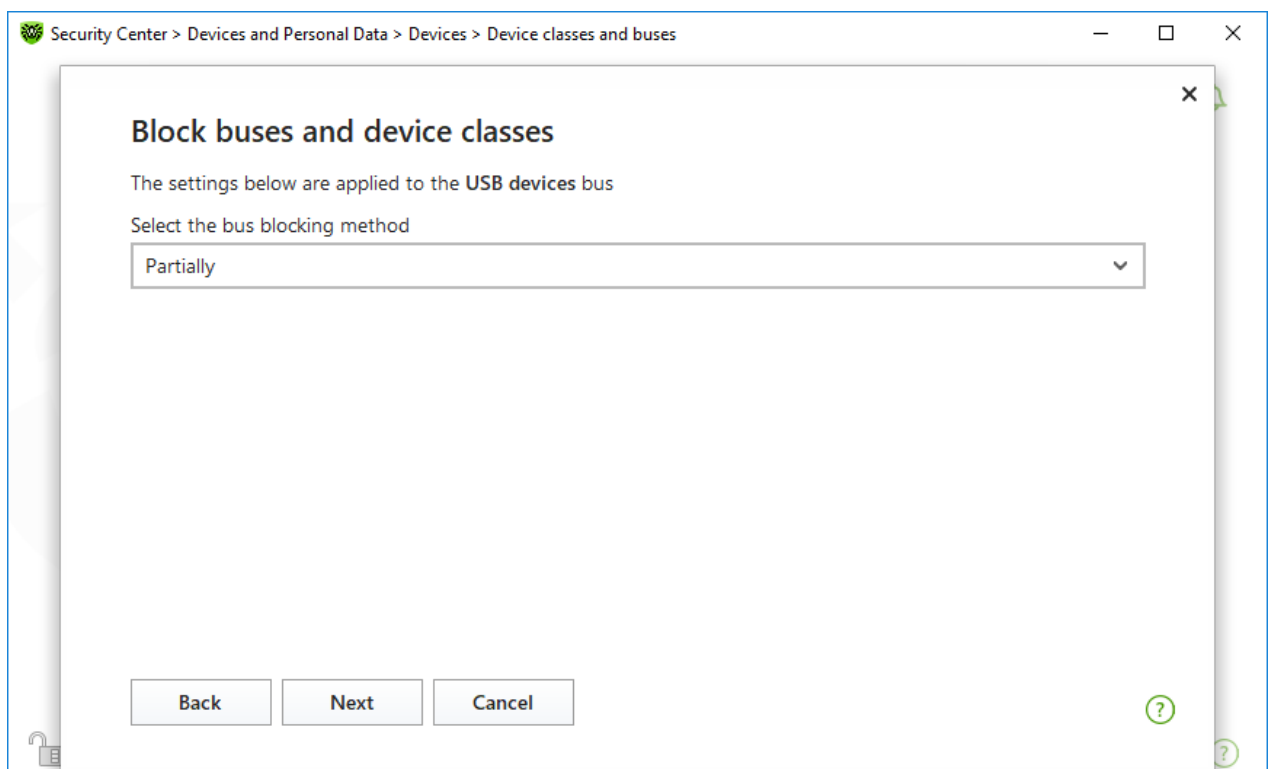 Security Center > Devices and Personal Data > Devices > Device classes and buses
Block buses and device classes
The settings below are applied to the USB devices bus
Select the bus blocking method
Partially
Back Next Cancel
?
?